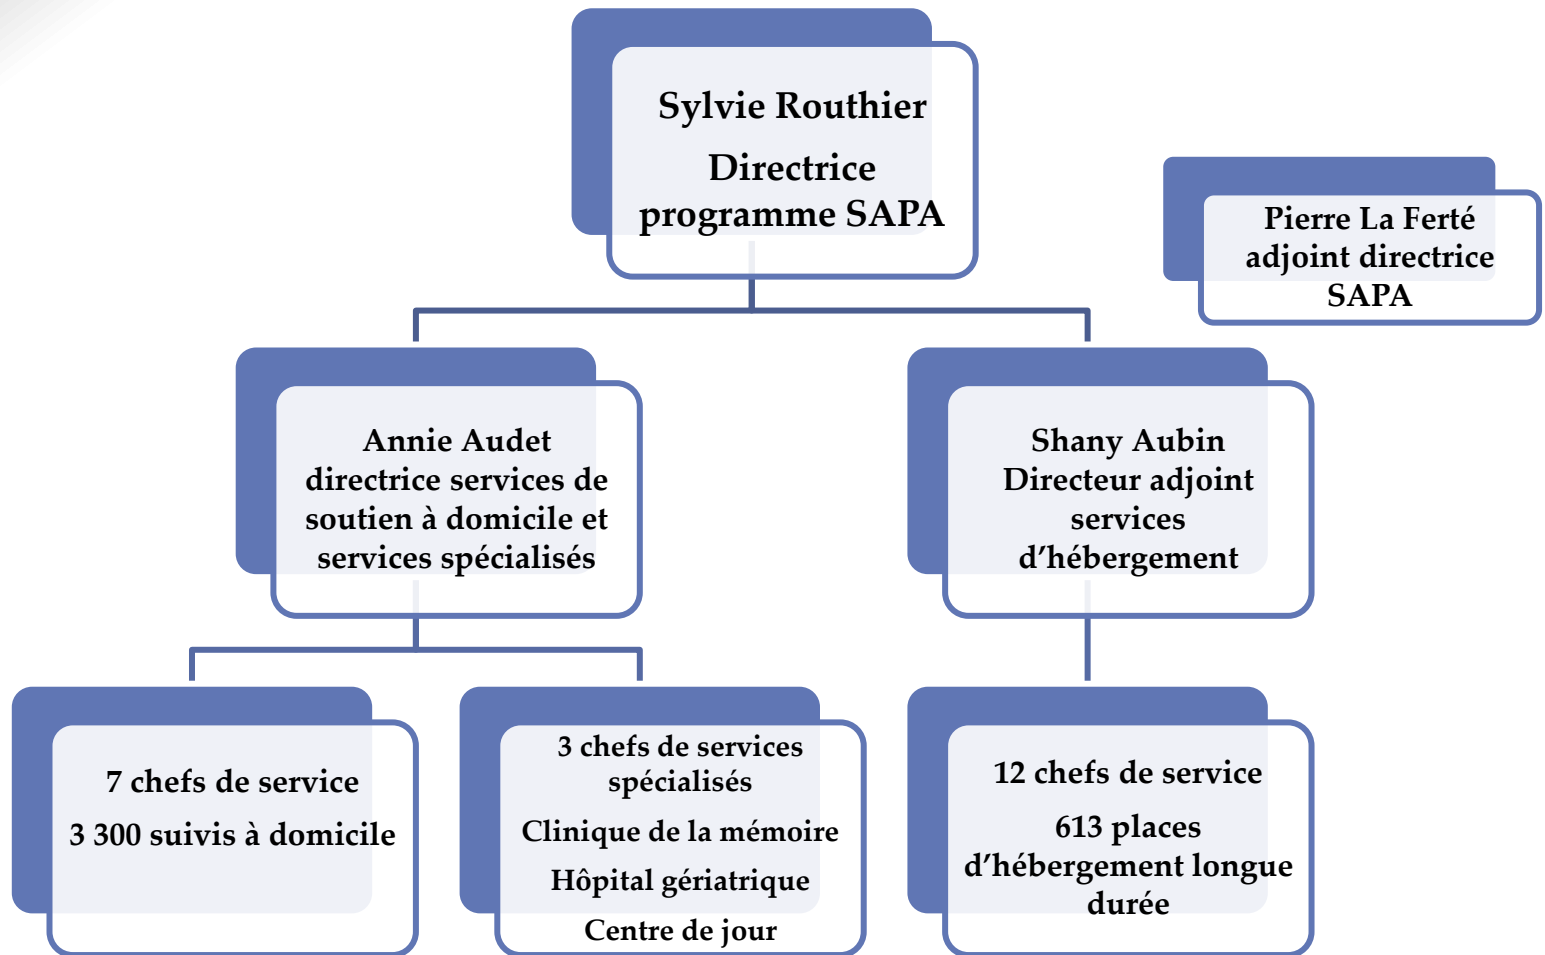 Sylvie Routhier
Directrice
programme SAPA
Pierre La Ferté
adjoint directrice
SAPA
Annie Audet
directrice services de
soutien à domicile et
services spécialisés
Shany Aubin
Directeur adjoint
services
d’hébergement
7 chefs de service
3 300 suivis à domicile
3 chefs de services
spécialisés
Clinique de la mémoire
Hôpital gériatrique
Centre de jour
12 chefs de service
613 places
d’hébergement longue
durée